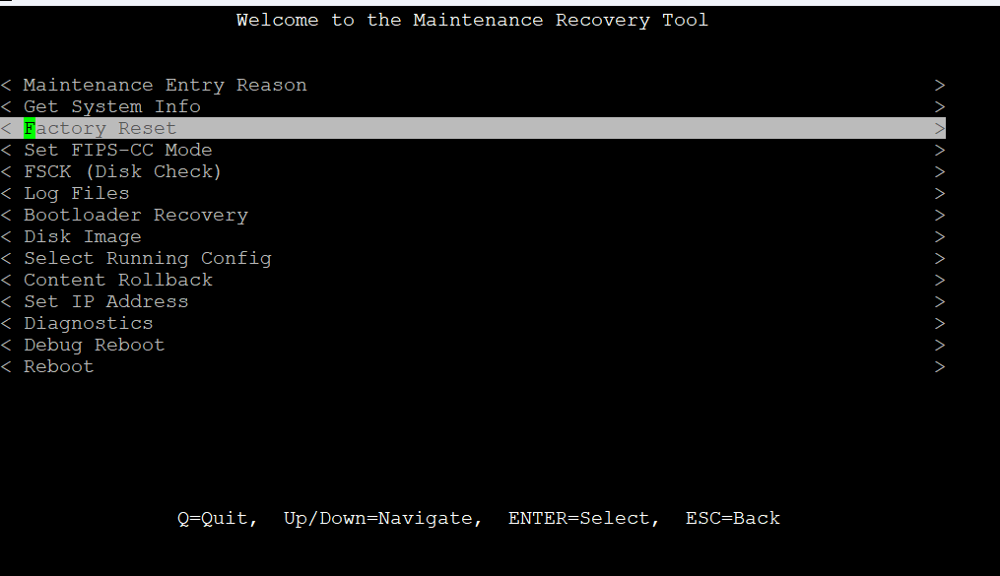 Welcome to the Maintenance Recovery Tool
< Maintenance Entry Reason >
< Get System Info >
< Factory Reset >
< Set FIPS-CC Mode >
< FSCK (Disk Check) >
< Log Files >
< Bootloader Recovery >
< Disk Image >
< Select Running Config >
< Content Rollback >
< Set IP Address >
< Diagnostics >
< Debug Reboot >
< Reboot >
Q=Quit, Up/Down=Navigate, ENTER=Select, ESC=Back